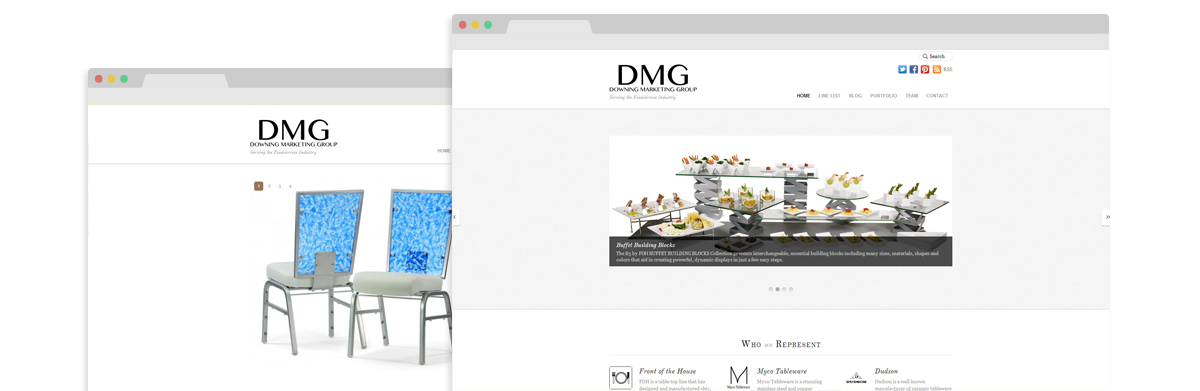 DMG
DOWNING MARKETING GROUP
Serving the Foodservice Industry
HOME
1 2 3 4
Search
RSS
DMG
DOWNING MARKETING GROUP
Serving the Foodservice Industry
HOME LINE LIST BLOG PORTFOLIO TEAM CONTACT
Buffet Building Blocks
The B3 by FOH BUFFET BUILDING BLOCKS Collection presents interchangeable, essential building blocks including many sizes, materials, shapes and
colors that aid in creating powerful, dynamic displays in just a few easy steps.
WHO WE REPRESENT
Front of the House
FOH is a table top line that has
designed and manufactured chic,
M
Myco Tableware
Myco Tableware
Myco Tableware is a stunning
stainless steel and copper
DUDSON
Dudson
Dudson is a well known
manufacturer of ceramic tableware